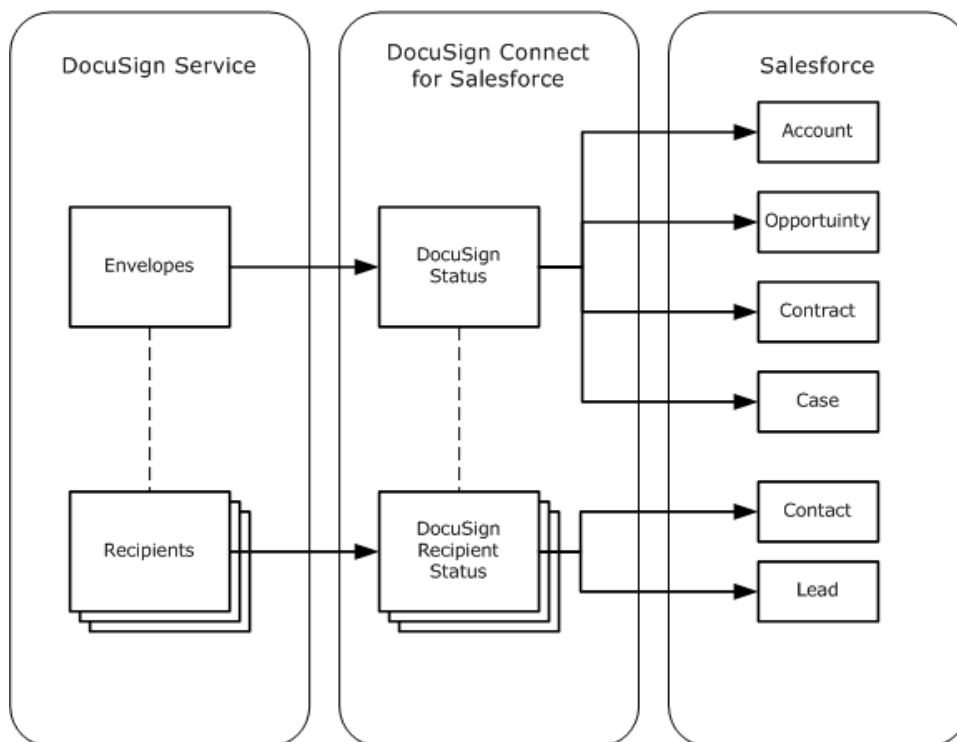 DocuSign Service
DocuSign Connect
for Salesforce
Salesforce
Account
Opportuinty
Contract
Case
Contact
Lead
Envelopes
DocuSign
Status
Recipients
DocuSign
Recipient
Status